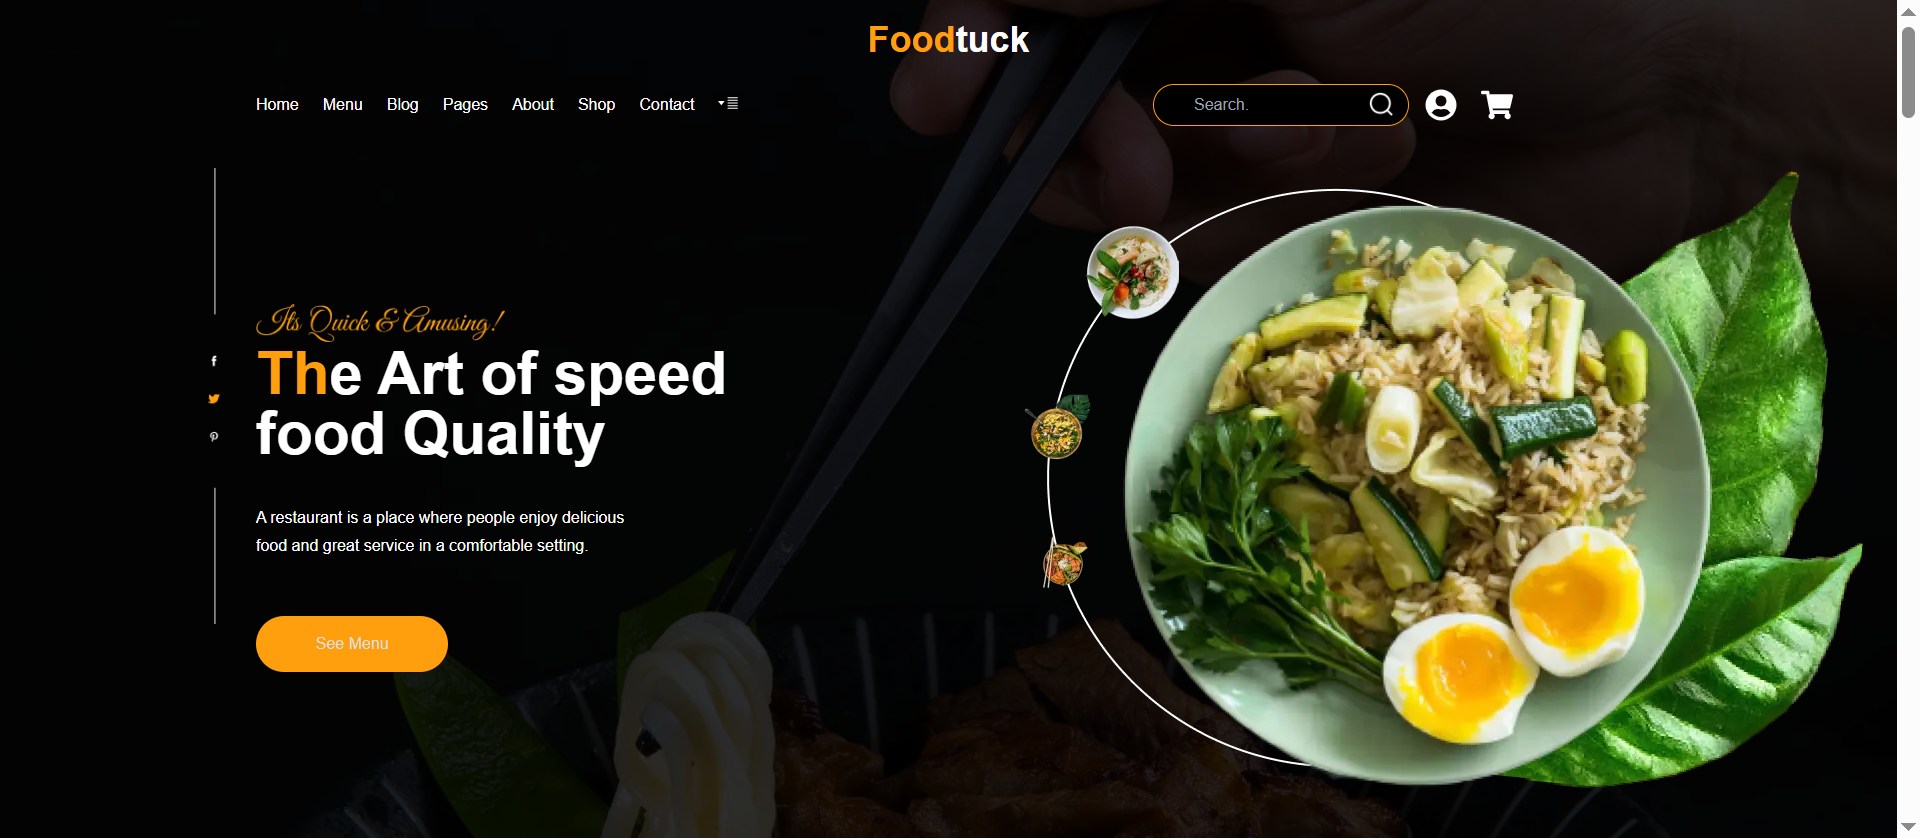 Foodtuck
Home Menu Blog Pages About Shop Contact
Search.
Its Quick & Amusing!
The Art of speed
food Quality
A restaurant is a place where people enjoy delicious
food and great service in a comfortable setting.
See Menu